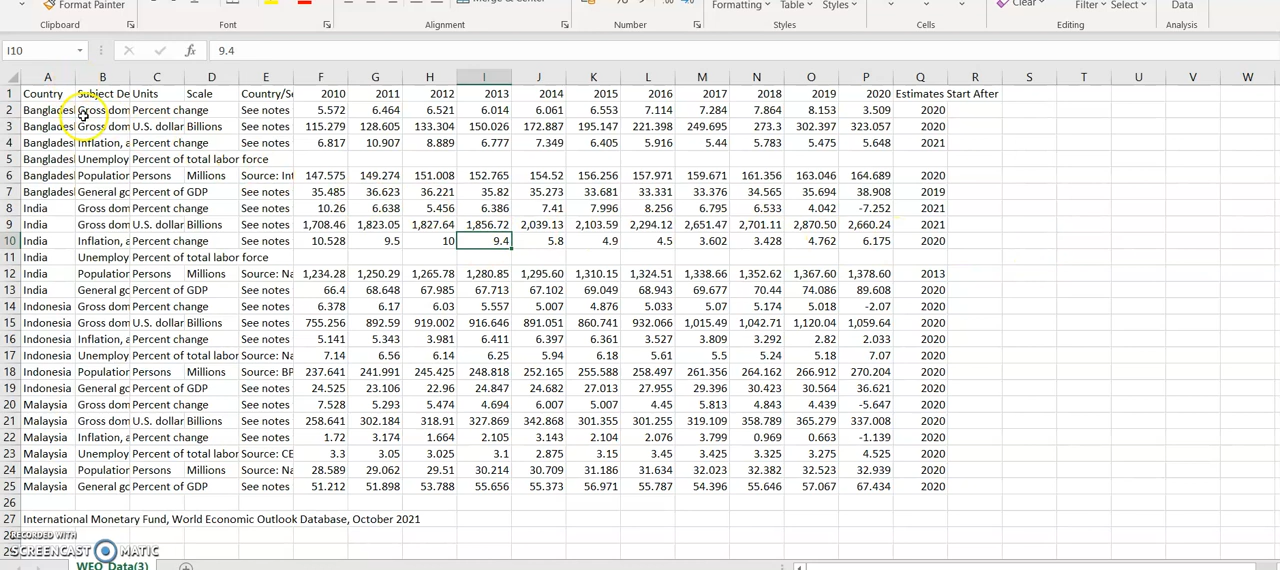 Format Painter Merge & Center Formatting Table Styles Clear Filter Select Data
Font Alignment Number Styles Cells Editing Analysis
I10 fx 9.4
A B C D E F G H I J K L M N O P Q R S T U V W
1 Country Subject De Units Scale Country/Se 2010 2011 2012 2013 2014 2015 2016 2017 2018 2019 2020 Estimates Start After
2 Banglades Gross dom Percent change See notes 5.572 6.464 6.521 6.014 6.061 6.553 7.114 7.284 7.864 8.153 3.509 2020
3 Banglades Gross dom U.S. dollar Billions See notes 115.279 128.605 133.304 150.026 172.887 195.147 221.398 249.695 273.3 302.397 323.057 2020
4 Banglades Inflation, a Percent change See notes 6.817 10.907 8.889 6.777 7.349 6.405 5.916 5.44 5.783 5.475 5.648 2021
5 Banglades Unemploy Percent of total labor force
6 Banglades Population Persons Millions Source: Int 147.575 149.274 151.008 152.765 154.52 156.256 157.971 159.671 161.356 163.046 164.689 2020
7 Banglades General go Percent of GDP See notes 35.485 36.623 36.221 35.82 35.273 33.681 33.331 33.376 34.565 35.694 38.908 2019
8 India Gross dom Percent change See notes 10.26 6.638 5.456 6.386 7.41 7.996 8.256 6.795 6.533 4.042 -7.252 2021
9 India Gross dom U.S. dollar Billions See notes 1,708.46 1,823.05 1,827.64 1,856.72 2,039.13 2,103.59 2,294.12 2,651.47 2,701.11 2,870.50 2,660.24 2021
10 India Inflation, a Percent change See notes 10.528 9.5 10 9.4 5.8 4.9 4.5 3.602 3.428 4.762 6.175 2020
11 India Unemploy Percent of total labor force
12 India Population Persons Millions Source: Na 1,234.28 1,250.29 1,265.78 1,280.85 1,295.60 1,310.15 1,324.51 1,338.66 1,352.62 1,367.60 1,378.60 2013
13 India General go Percent of GDP See notes 66.4 68.648 67.985 67.713 67.102 69.049 68.943 69.677 70.44 74.086 89.608 2020
14 Indonesia Gross dom Percent change See notes 6.378 6.17 6.03 5.557 5.007 4.876 5.033 5.07 5.174 5.018 -2.07 2020
15 Indonesia Gross dom U.S. dollar Billions See notes 755.256 892.59 919.002 916.646 891.051 860.741 932.066 1,015.49 1,042.71 1,120.04 1,059.64 2020
16 Indonesia Inflation, a Percent change See notes 5.141 5.343 3.981 6.411 6.397 6.361 3.527 3.809 3.292 2.82 2.033 2020
17 Indonesia Unemploy Percent of total labor Source: Na 7.14 6.56 6.14 6.25 5.94 6.18 5.61 5.5 5.24 5.18 7.07 2020
18 Indonesia Population Persons Millions Source: BP 237.641 241.991 245.425 248.818 252.165 255.588 258.497 261.356 264.162 266.912 270.204 2020
19 Indonesia General go Percent of GDP See notes 24.525 23.106 22.96 24.847 24.682 27.013 27.955 29.396 30.423 30.564 36.621 2020
20 Malaysia Gross dom Percent change See notes 7.528 5.293 5.474 4.694 6.007 5.007 4.45 5.813 4.843 4.439 -5.647 2020
21 Malaysia Gross dom U.S. dollar Billions See notes 258.641 302.184 318.91 327.869 342.868 301.355 301.255 319.109 358.789 365.279 337.008 2020
22 Malaysia Inflation, a Percent change See notes 1.72 3.174 1.664 2.105 3.143 2.104 2.076 3.799 0.969 0.663 -1.139 2020
23 Malaysia Unemploy Percent of total labor Source: CE 3.3 3.05 3.025 3.1 2.875 3.15 3.45 3.425 3.325 3.275 4.525 2020
24 Malaysia Population Persons Millions Source: Na 28.589 29.062 29.51 30.214 30.709 31.186 31.634 32.023 32.382 32.523 32.939 2020
25 Malaysia General go Percent of GDP See notes 51.212 51.898 53.788 55.656 55.373 56.971 55.787 54.396 55.646 57.067 67.434 2020
26
27 International Monetary Fund, World Economic Outlook Database, October 2021
28
RECORDED WITH
SCREENCAST MATIC
WEO_Data(3)